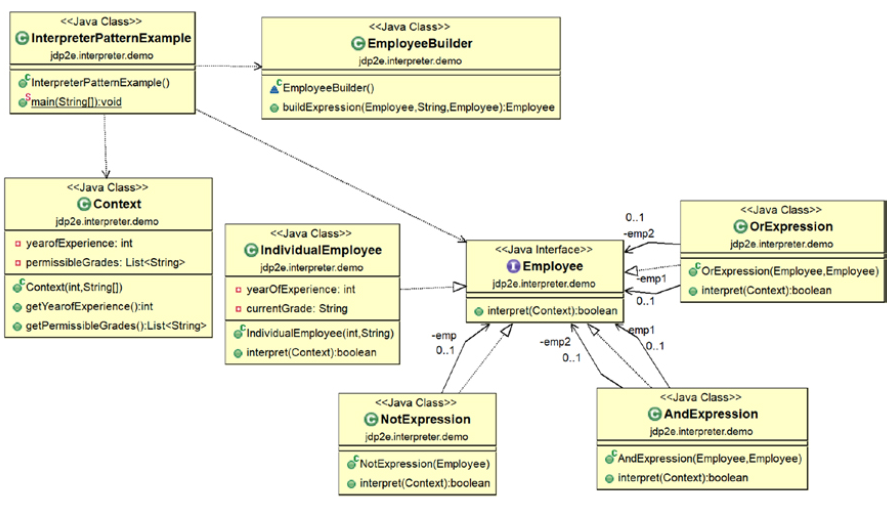 <<Java Class>>
InterpreterPatternExample
jdp2e.interpreter.demo
InterpreterPatternExample()
main(String[]):void
<<Java Class>>
EmployeeBuilder
jdp2e.interpreter.demo
EmployeeBuilder()
buildExpression(Employee,String,Employee):Employee
<<Java Class>>
Context
jdp2e.interpreter.demo
yearofExperience: int
permissibleGrades: List<String>
Context(int,String[])
getYearofExperience():int
getPermissibleGrades():List<String>
<<Java Class>>
IndividualEmployee
jdp2e.interpreter.demo
yearOfExperience: int
currentGrade: String
IndividualEmployee(int,String)
interpret(Context):boolean
<<Java Interface>>
Employee
jdp2e.interpreter.demo
interpret(Context):boolean
0..1
-emp2
-emp1
0..1
<<Java Class>>
OrExpression
jdp2e.interpreter.demo
OrExpression(Employee,Employee)
interpret(Context):boolean
-emp
0..1
-emp2
0..1
-emp1
0..1
<<Java Class>>
NotExpression
jdp2e.interpreter.demo
NotExpression(Employee)
interpret(Context):boolean
<<Java Class>>
AndExpression
jdp2e.interpreter.demo
AndExpression(Employee,Employee)
interpret(Context):boolean